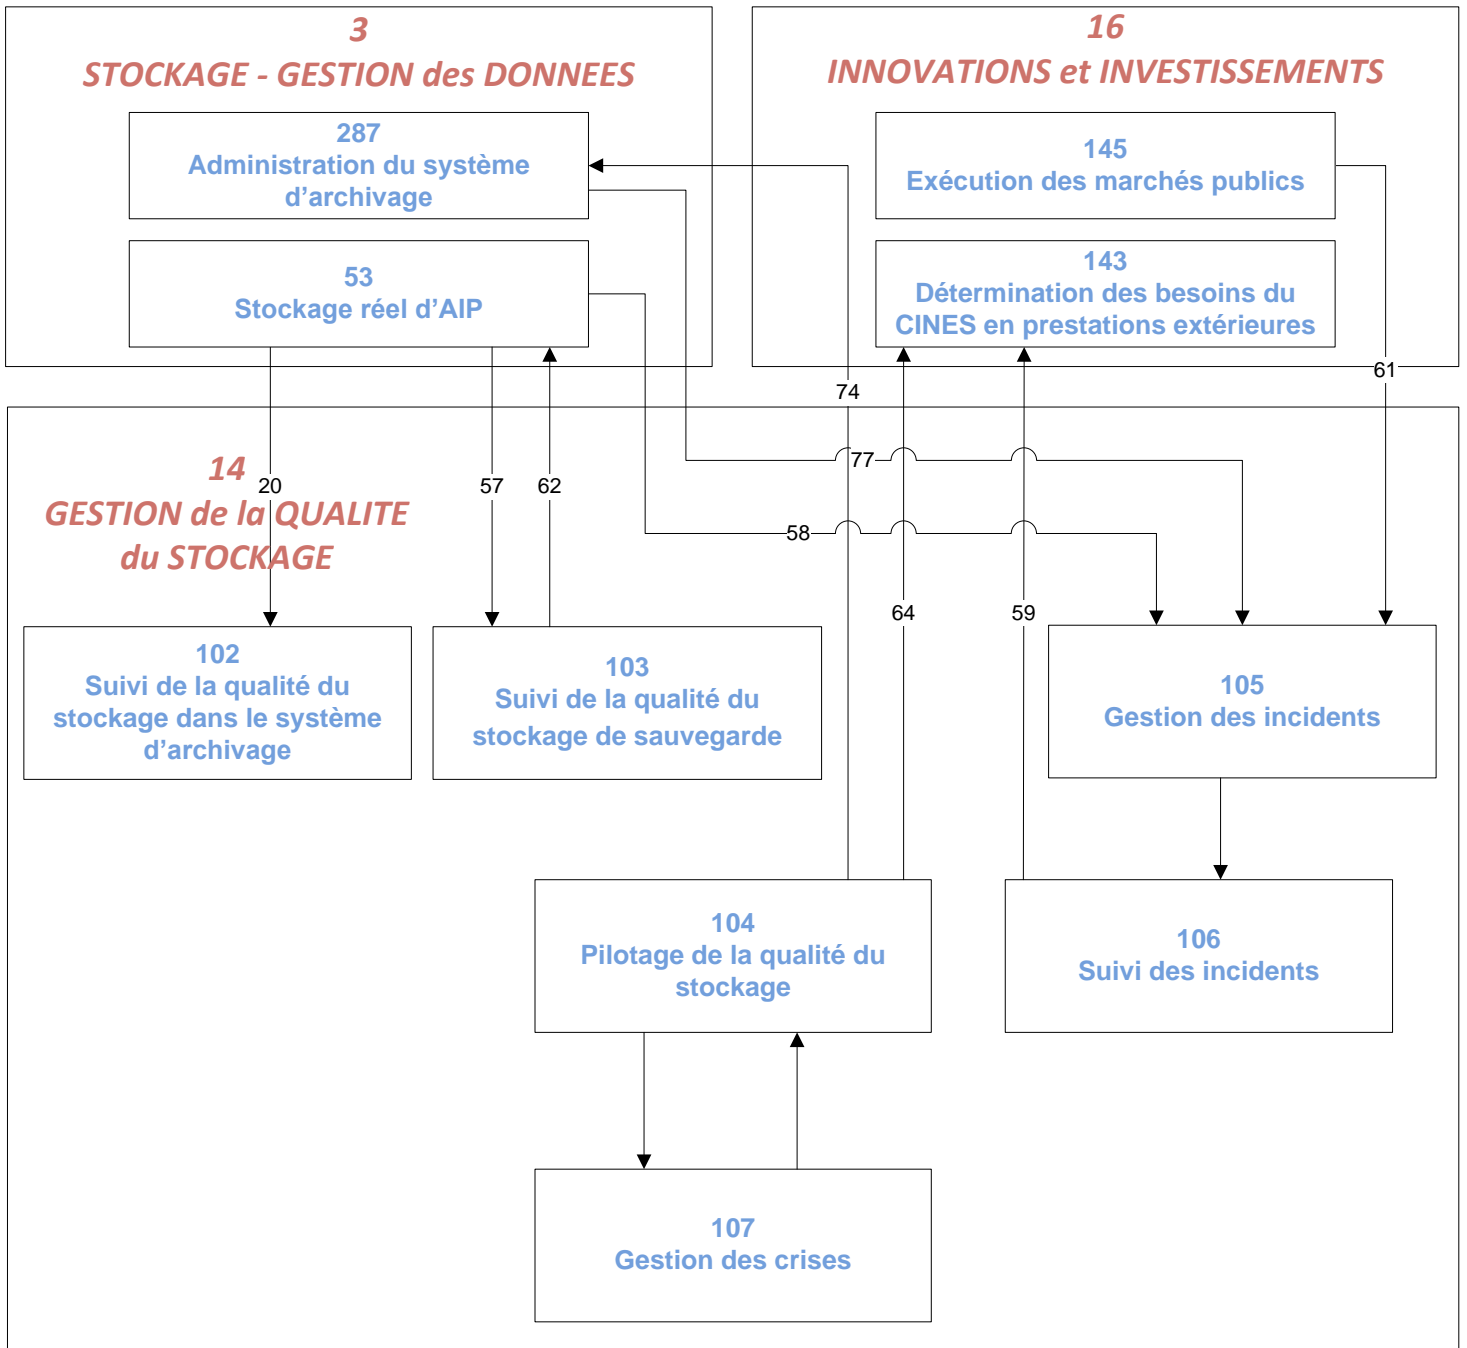 3
STOCKAGE - GESTION des DONNEES
287
Administration du système
d’archivage
53
Stockage réel d’AIP
16
INNOVATIONS et INVESTISSEMENTS
145
Exécution des marchés publics
143
Détermination des besoins du
CINES en prestations extérieures
74
61
77
14
GESTION de la QUALITE
du STOCKAGE
20
57
62
58
64
59
102
Suivi de la qualité du
stockage dans le système
d’archivage
103
Suivi de la qualité du
stockage de sauvegarde
105
Gestion des incidents
104
Pilotage de la qualité du
stockage
106
Suivi des incidents
107
Gestion des crises